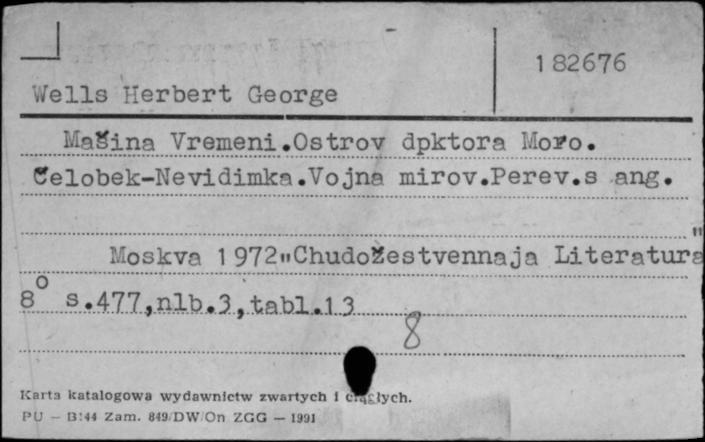 182676
Wells Herbert George
Mašina Vremeni.Ostrov dpktora Moro.
Čelobek-Nevidimka.Vojna mirov.Perev.s ang.
Moskva 1972"Chudožestvennaja Literatura"
8° s.477,nlb.3,tabl.13
8
Karta katalogowa wydawnictw zwartych i ciągłych.
PU — B:44 Zam. 849/DW/On ZGG — 1991